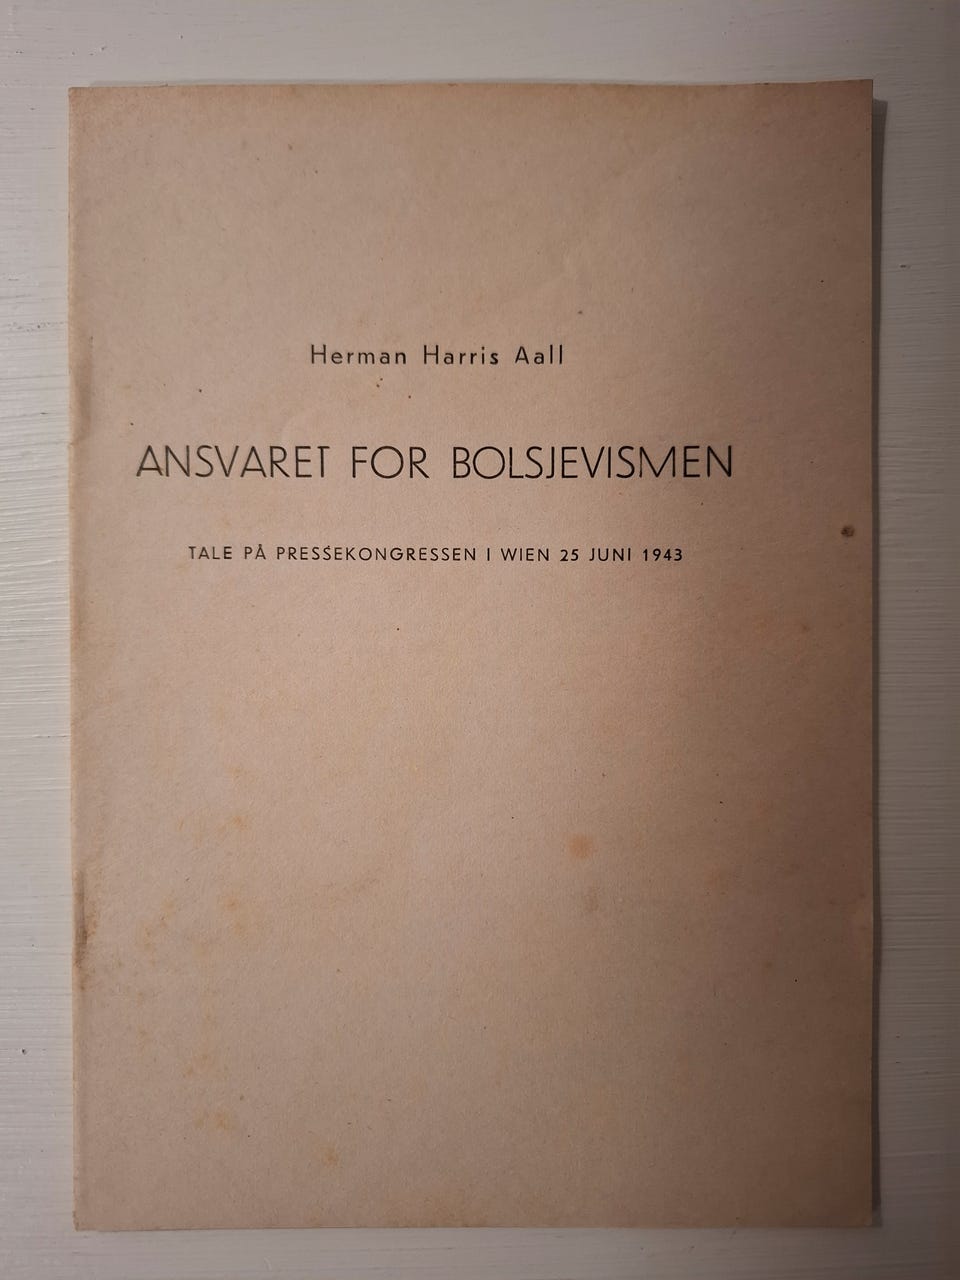 Herman Harris Aall
ANSVARET FOR BOLSJEVISMEN
TALE PÅ PRESSEKONGRESSEN I WIEN 25 JUNI 1943